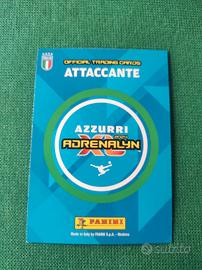 OFFICIAL TRADING CARDS
ATTACCANTE
AZZURRI
ADRENALYN
XL
PANINI
Made in Italy by PANINI S.p.A. - Modena
subito